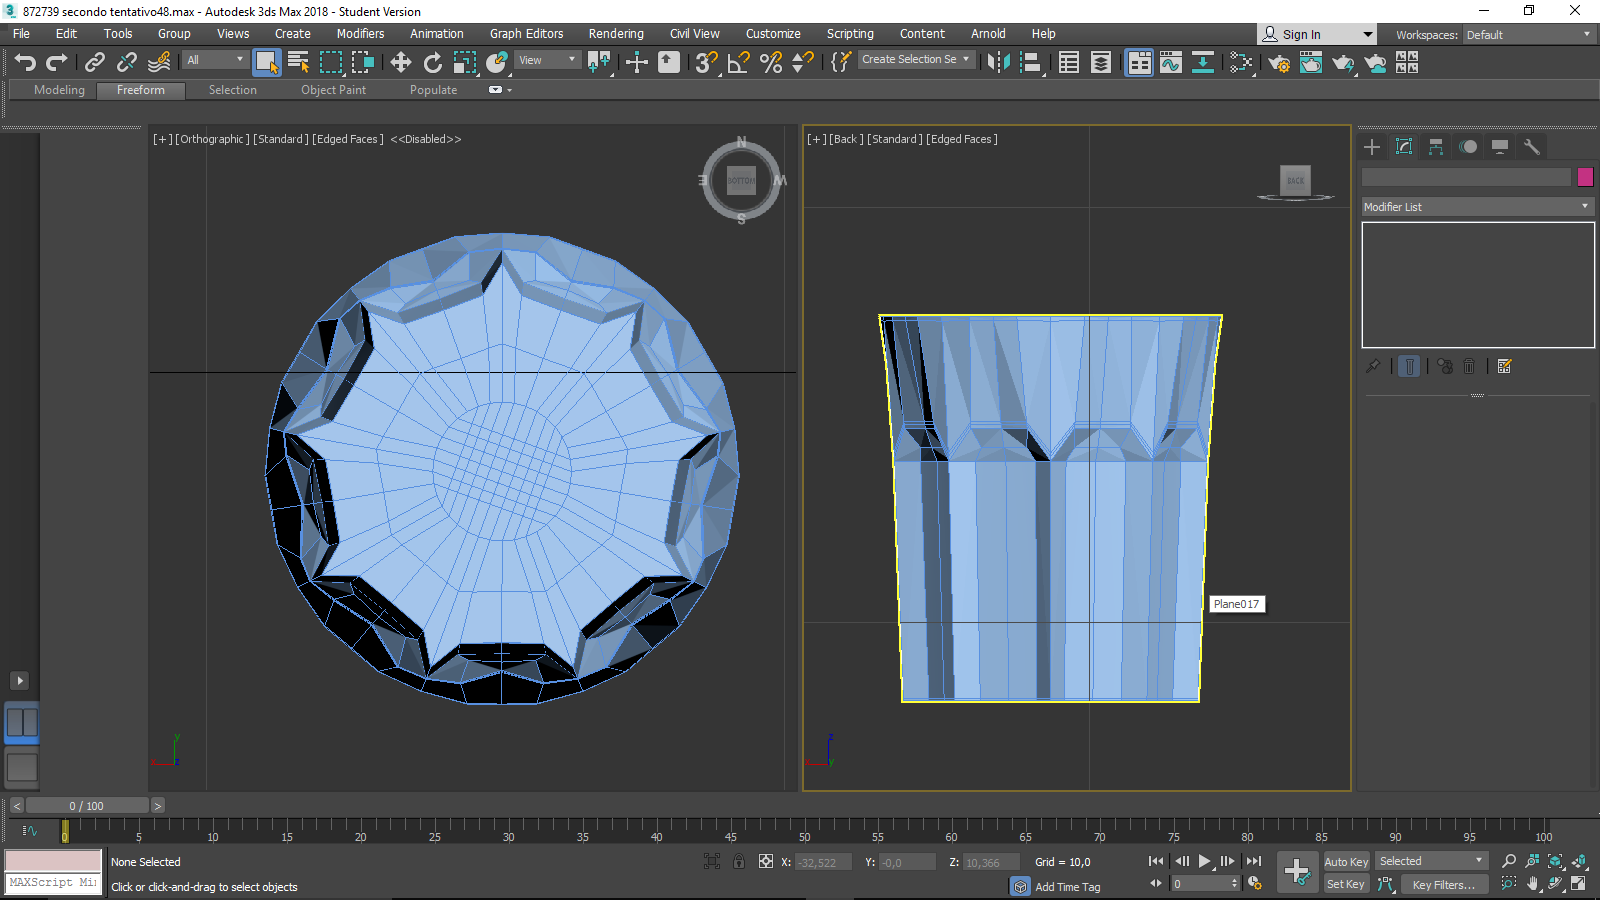 872739 secondo tentativo48.max - Autodesk 3ds Max 2018 - Student Version
File Edit Tools Group Views Create Modifiers Animation Graph Editors Rendering Civil View Customize Scripting Content Arnold Help
Sign In
Workspaces: Default
All
View
Create Selection Se
Modeling Freeform Selection Object Paint Populate
[+] [Orthographic] [Standard] [Edged Faces] <<Disabled>>
N
E
BOTTOM
W
S
[+] [Back] [Standard] [Edged Faces]
BACK
Modifier List
Plane017
y
z
z
y
< 0 / 100 >
0 5 10 15 20 25 30 35 40 45 50 55 60 65 70 75 80 85 90 95 100
None Selected
X: -32,522 Y: -0,0 Z: 10,366 Grid = 10,0
Auto Key Selected
MAXScript Mi
Click or click-and-drag to select objects
Add Time Tag
0
Set Key Key Filters...